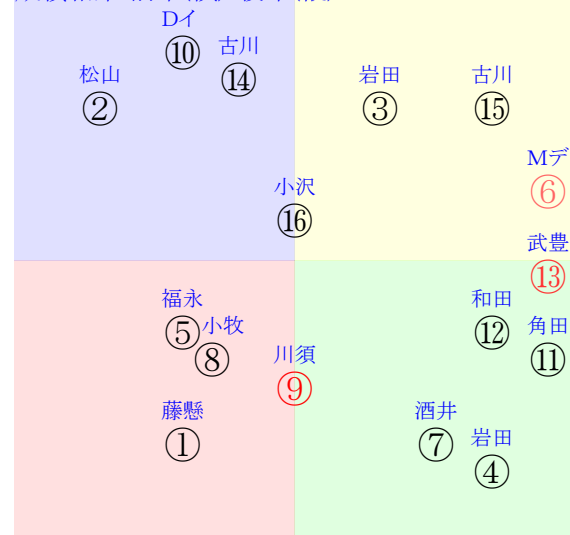 Dイ
⑩
古川
⑭
松山
②
岩田
③
古川
⑮
Mデ
⑥
小沢
⑯
武豊
⑬
福永
⑤
小牧
⑧
和田
⑫
角田
⑪
川須
⑨
藤懸
①
酒井
⑦
岩田
④